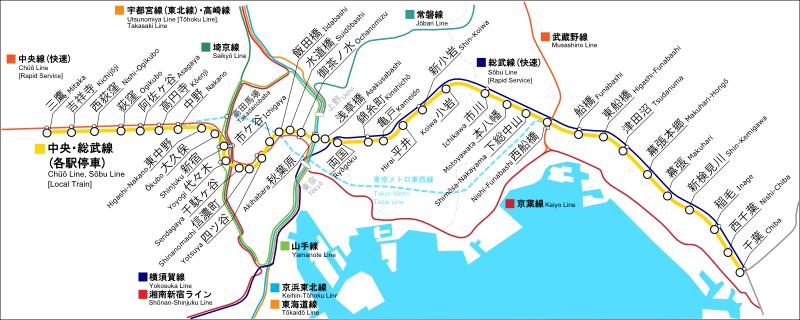 宇都宮線（東北線）・高崎線
Utsunomiya Line [Tōhoku Line],
Takasaki Line
常磐線
Jōban Line
埼京線
Saikyō Line
武蔵野線
Musashino Line
中央線（快速）
Chūō Line
[Rapid Service]
総武線（快速）
Sōbu Line
[Rapid Service]
三鷹 Mitaka
吉祥寺 Kichijōji
西荻窪 Nishi-Ogikubo
荻窪 Ogikubo
阿佐ケ谷 Asagaya
高円寺 Kōenji
中野 Nakano
高田馬場
Takadanobaba
市ケ谷 Ichigaya
飯田橋 Iidabashi
水道橋 Suidōbashi
御茶ノ水 Ochanomizu
上野 Ueno
浅草橋 Asakusabashi
錦糸町 Kinshichō
亀戸 Kameido
新小岩 Shin-Koiwa
船橋 Funabashi
東船橋 Higashi-Funabashi
津田沼 Tsudanuma
幕張本郷 Makuhari-Hongō
幕張 Makuhari
新検見川 Shin-Kemigawa
稲毛 Inage
西千葉 Nishi-Chiba
千葉 Chiba
中央・総武線
（各駅停車）
Chūō Line, Sōbu Line
[Local Train]
東中野
Higashi-Nakano
大久保
Ōkubo
新宿
Shinjuku
代々木
Yoyogi
千駄ケ谷
Sendagaya
信濃町
Shinanomachi
四ツ谷
Yotsuya
秋葉原
Akihabara
東京
Tokyo
両国
Ryōgoku
平井
Hirai
小岩
Koiwa
市川
Ichikawa
本八幡
Motoyawata
下総中山
Shimōsa-Nakayama
西船橋
Nishi-Funabashi
東京メトロ東西線
Tokyo Metro
Tōzai Line
京葉線 Keiyō Line
山手線
Yamanote Line
横須賀線
Yokosuka Line
湘南新宿ライン
Shōnan-Shinjuku Line
京浜東北線
Keihin-Tōhoku Line
東海道線
Tōkaidō Line